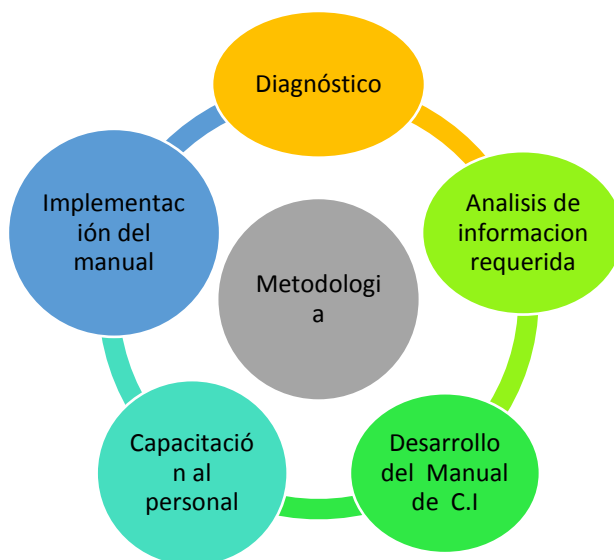 Diagnóstico
Analisis de
informacion
requerida
Desarrollo
del Manual
de C.I
Capacitació
n al
personal
Implementac
ión del
manual
Metodologi
a